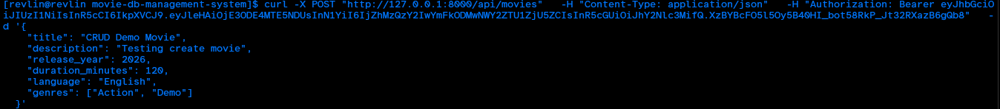 [revlin@revlin movie-db-management-system]$ curl -X POST "http://127.0.0.1:8000/api/movies"   -H "Content-Type: application/json"   -H "Authorization: Bearer eyJhbGciO
iJIUzI1NiIsInR5cCI6IkpXVCJ9.eyJleHAiOjE3ODE4MTE5NDUsInN1YiI6IjZhMzQzY2IwYmFkODMwNWY2ZTU1ZjU5ZCIsInR5cGUiOiJhY2Nlc3MifQ.XzBYBcFO5l5Oy5B40HI_bot58RkP_Jt32RXazB6gQb8"   -
d '{
    "title": "CRUD Demo Movie",
    "description": "Testing create movie",
    "release_year": 2026,
    "duration_minutes": 120,
    "language": "English",
    "genres": ["Action", "Demo"]
  }'